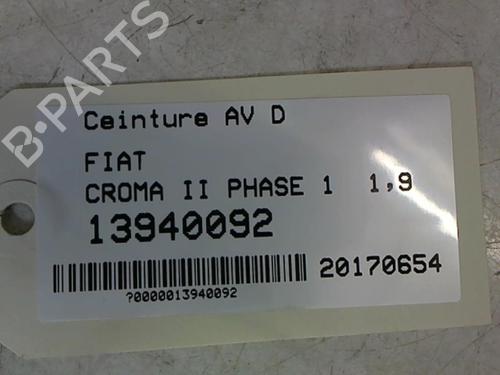 B-PARTS
Ceinture AV D
FIAT
CROMA II PHASE 1 1,9
13940092
20170654
?0000013940092